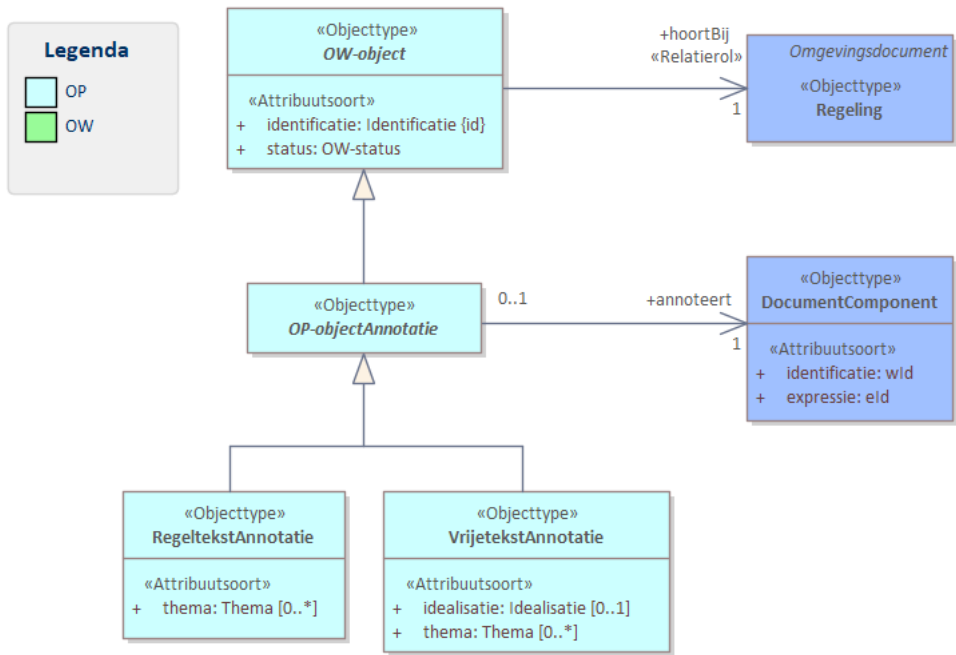 Legenda
OP
OW
«Objecttype»
OW-object
«Attribuutsoort»
+ identificatie: Identificatie {id}
+ status: OW-status
+hoortBij
«Relatierol»
1
Omgevingsdocument
«Objecttype»
Regeling
«Objecttype»
OP-objectAnnotatie
0..1
+annoteert
1
«Objecttype»
DocumentComponent
«Attribuutsoort»
+ identificatie: wId
+ expressie: eId
«Objecttype»
RegeltekstAnnotatie
«Attribuutsoort»
+ thema: Thema [0..*]
«Objecttype»
VrijetekstAnnotatie
«Attribuutsoort»
+ idealisatie: Idealisatie [0..1]
+ thema: Thema [0..*]